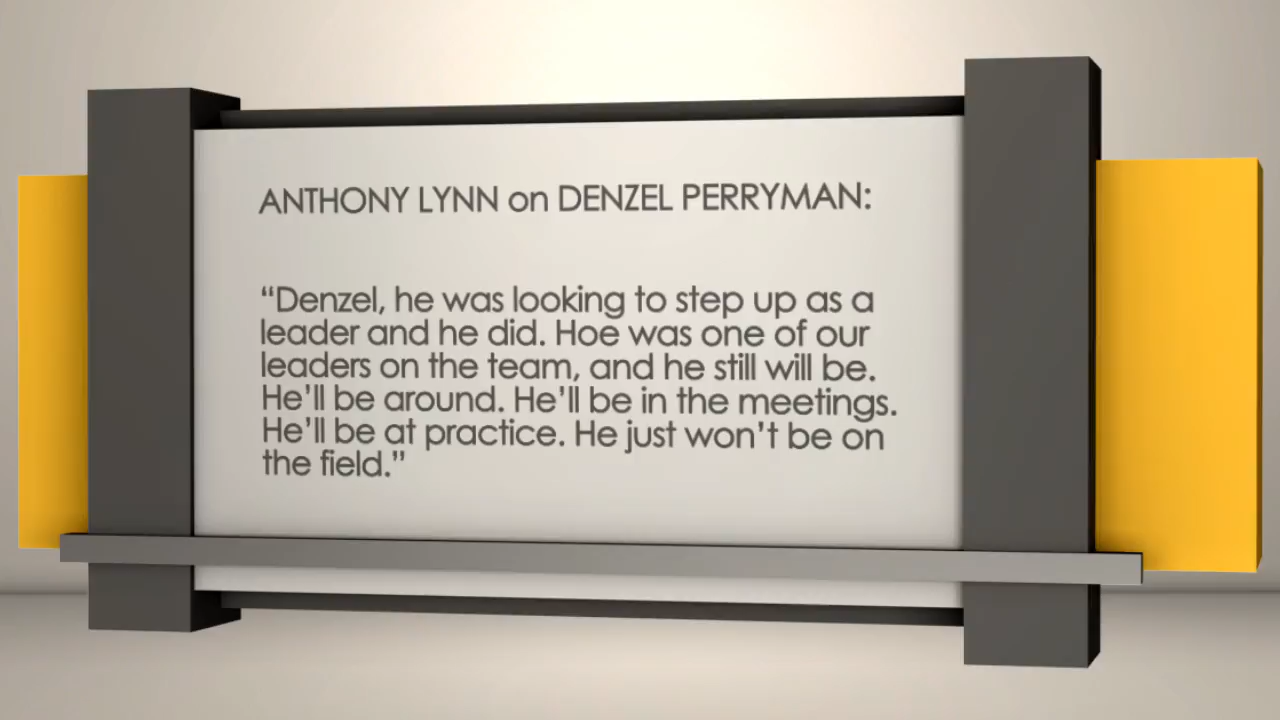 ANTHONY LYNN on DENZEL PERRYMAN:
“Denzel, he was looking to step up as a
leader and he did. Hoe was one of our
leaders on the team, and he still will be.
He’ll be around. He’ll be in the meetings.
He’ll be at practice. He just won’t be on
the field.”